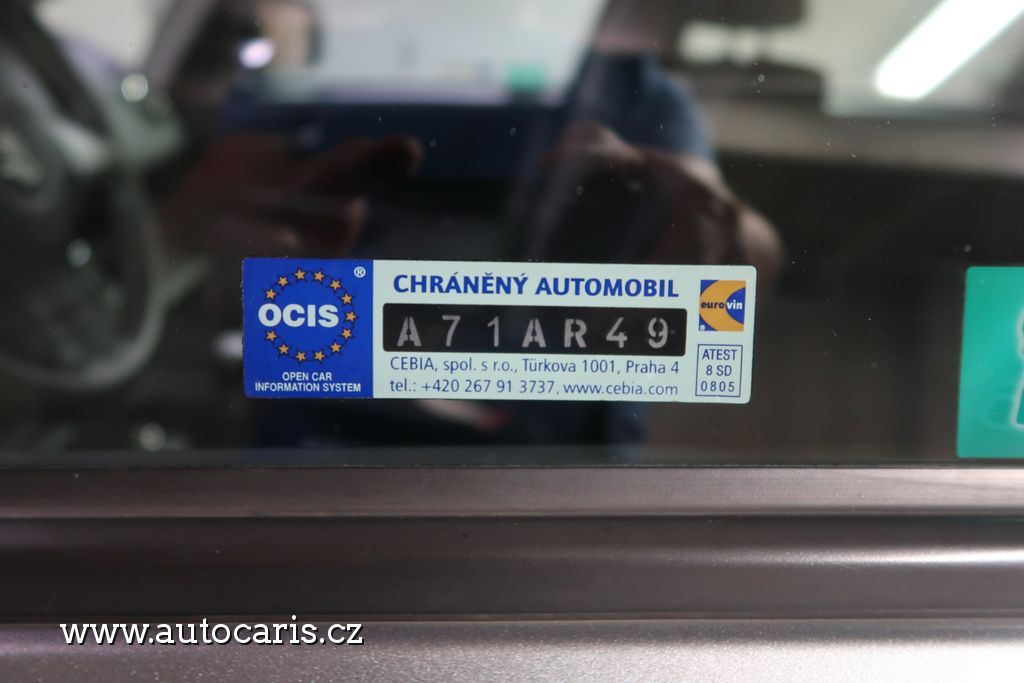 OCIS
®
OPEN CAR
INFORMATION SYSTEM
CHRÁNĚNÝ AUTOMOBIL
A71AR49
CEBIA, spol. s r.o., Türkova 1001, Praha 4
tel.: +420 267 91 3737, www.cebia.com
eurovin
®
ATEST
8 SD
0805
www.autocaris.cz